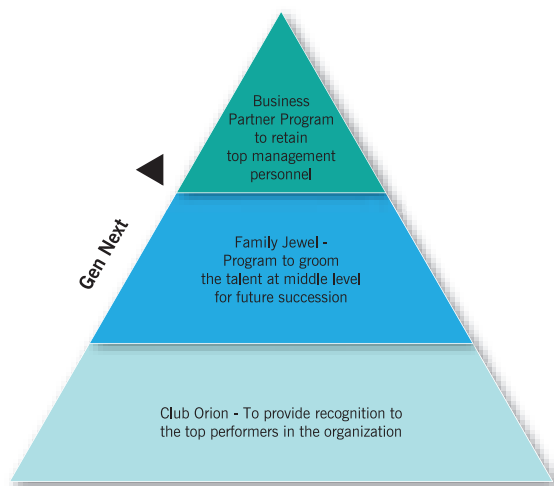 Business
Partner Program
to retain
top management
personnel
Gen Next
Family Jewel -
Program to groom
the talent at middle level
for future succession
Club Orion - To provide recognition to
the top performers in the organization